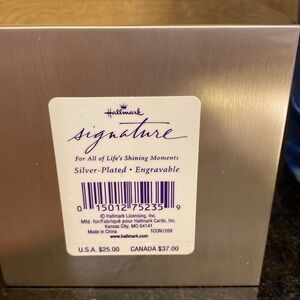 Hallmark
signature
For All of Life's Shining Moments
Silver-Plated • Engravable
0 15012 75235 9
© Hallmark Licensing, Inc.
Mfd. for/Fabriqué pour Hallmark Cards, Inc.
Kansas City, MO 64141
Made in China 1CON1209
www.hallmark.com
U.S.A. $25.00 CANADA $37.00